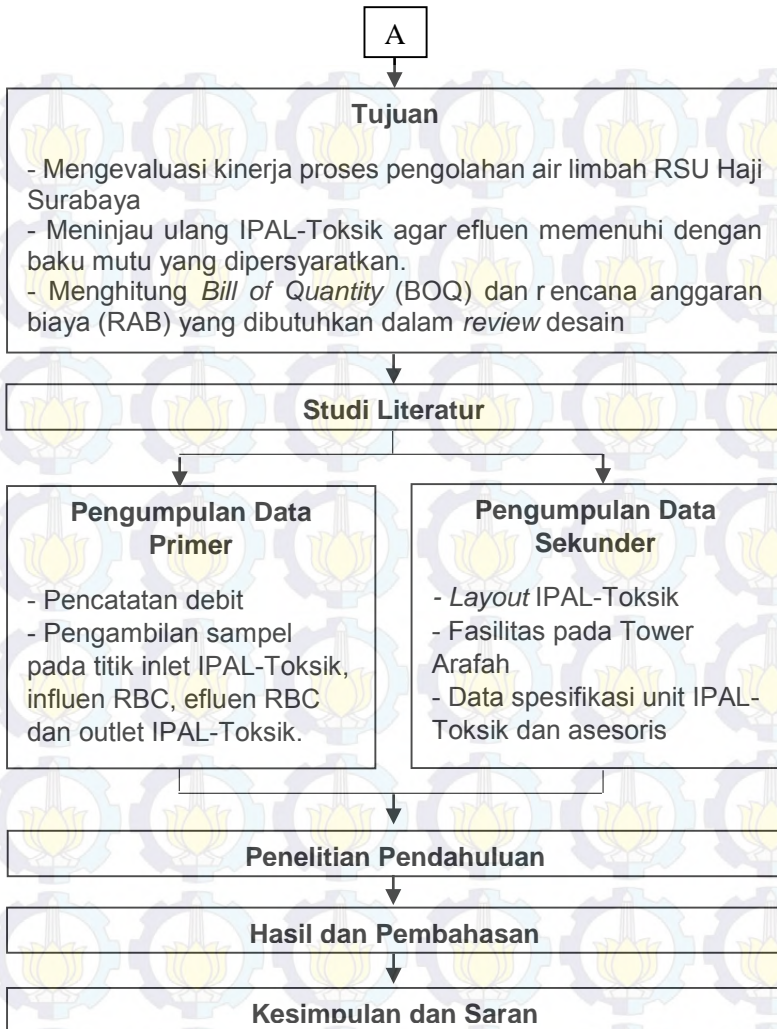 A
Tujuan
- Mengevaluasi kinerja proses pengolahan air limbah RSU Haji
Surabaya
- Meninjau ulang IPAL-Toksik agar efluen memenuhi dengan
baku mutu yang dipersyaratkan.
- Menghitung Bill of Quantity (BOQ) dan r encana anggaran
biaya (RAB) yang dibutuhkan dalam review desain
Studi Literatur
Pengumpulan Data
Primer
- Pencatatan debit
- Pengambilan sampel
pada titik inlet IPAL-Toksik,
influen RBC, efluen RBC
dan outlet IPAL-Toksik.
Pengumpulan Data
Sekunder
- Layout IPAL-Toksik
- Fasilitas pada Tower
Arafah
- Data spesifikasi unit IPAL-
Toksik dan asesoris
Penelitian Pendahuluan
Hasil dan Pembahasan
Kesimpulan dan Saran